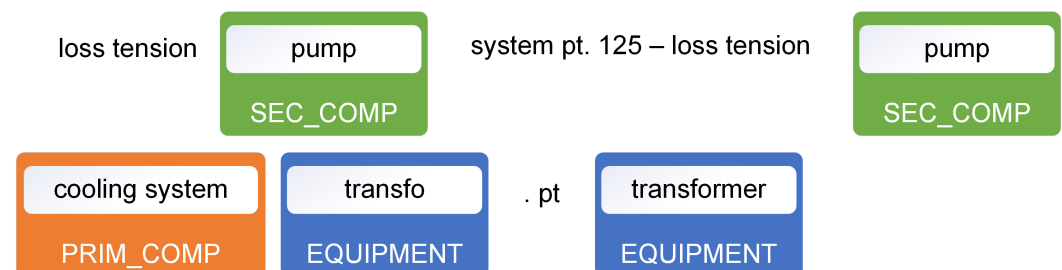 loss tension pump system pt. 125 – loss tension pump
SEC_COMP SEC_COMP
cooling system transfo . pt transformer
PRIM_COMP EQUIPMENT EQUIPMENT